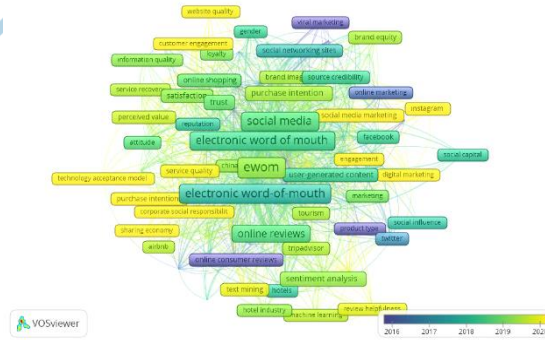 website quality
viral marketing
gender
brand equity
customer engagement
social networking sites
loyalty
information quality
online shopping
brand imag
source credibility
service recovery
satisfaction
purchase intention
online marketing
trust
perceived value
instagram
social media
social media marketing
reputation
electronic word of mouth
facebook
attitude
social capital
engagement
chin
ewom
service quality
user-generated content
digital marketing
technology acceptance model
electronic word-of-mouth
marketing
purchase intention
corporate social responsibili
tourism
social influence
sharing economy
online reviews
product type
twitter
airbnb
tripadvisor
online consumer reviews
sentiment analysis
text mining
hotels
hotel industry
machine learning
review helpfulness
VOSviewer
2016 2017 2018 2019 202